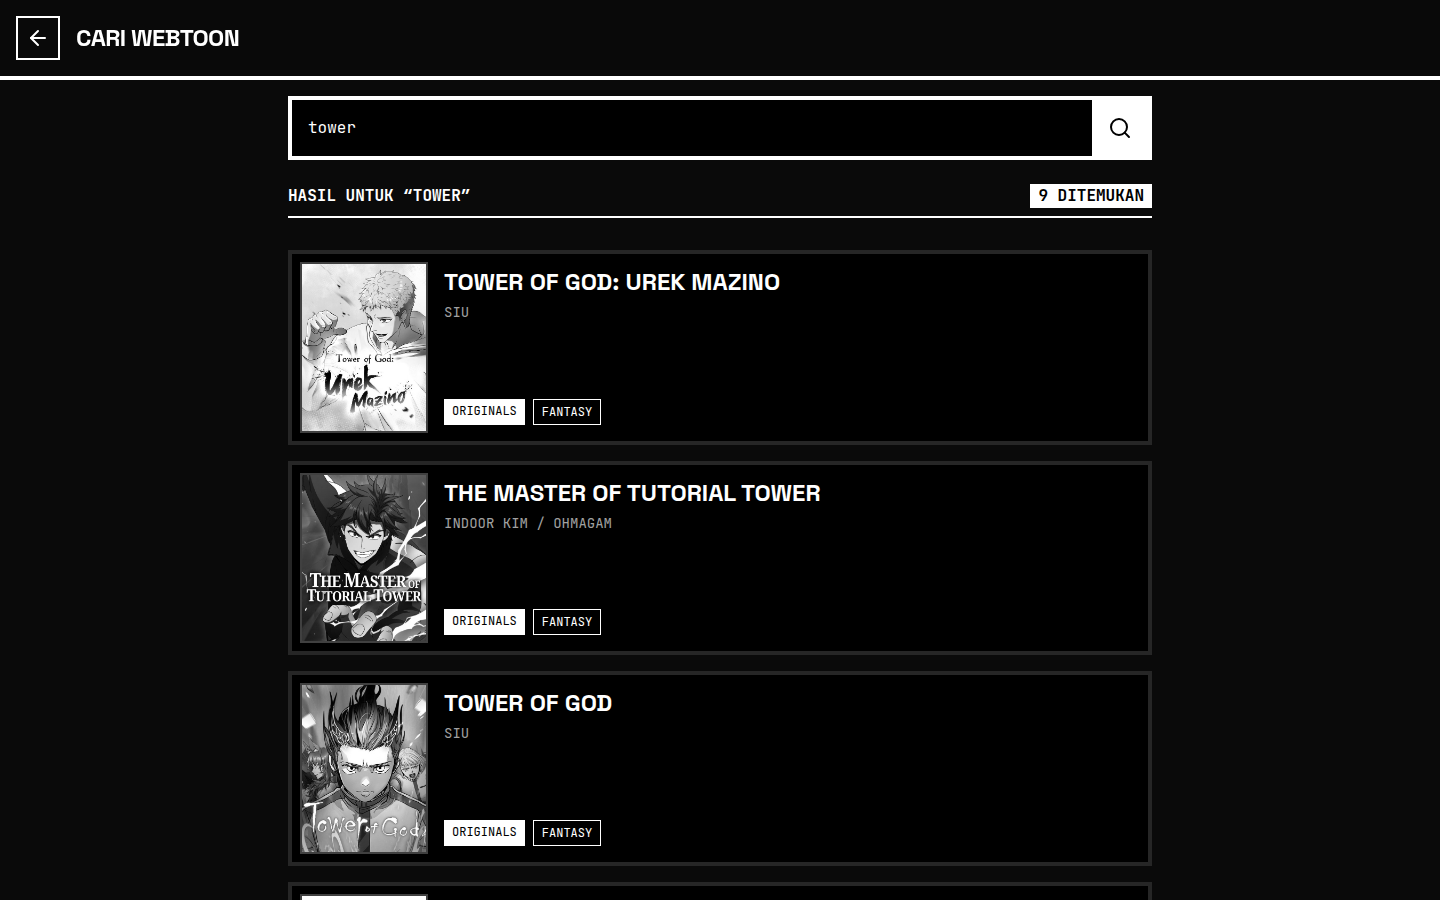 CARI WEBTOON
tower
HASIL UNTUK “TOWER”
9 DITEMUKAN
TOWER OF GOD: UREK MAZINO
SIU
Tower of God:
Urek
Mazino
ORIGINALS
FANTASY
THE MASTER OF TUTORIAL TOWER
INDOOR KIM / OHMAGAM
THE MASTER OF
TUTORIAL TOWER
ORIGINALS
FANTASY
TOWER OF GOD
SIU
Tower of God
ORIGINALS
FANTASY